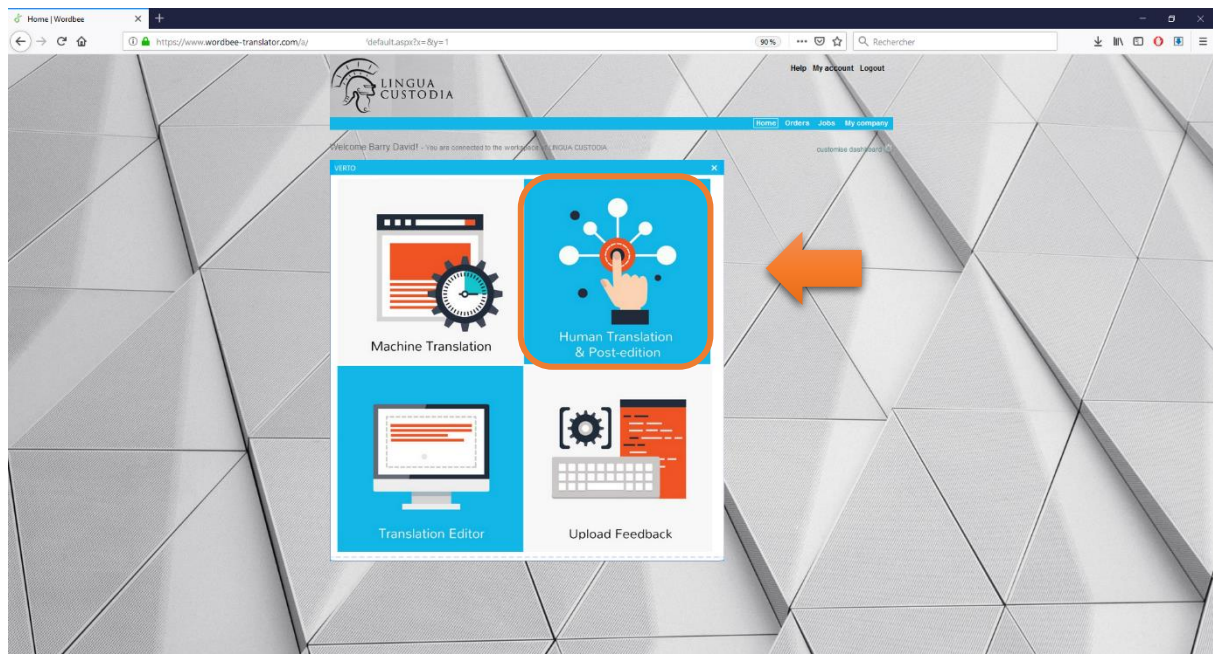 Home | Wordbee
https://www.wordbee-translator.com/a/ /default.aspx?x=&y=1
90 %
Rechercher
LINGUA
CUSTODIA
Help My account Logout
Home Orders Jobs My company
Welcome Barry David! - You are connected to the workspace of LINGUA CUSTODIA
customise dashboard
VERTO
Machine Translation
Human Translation
& Post-edition
Translation Editor
Upload Feedback